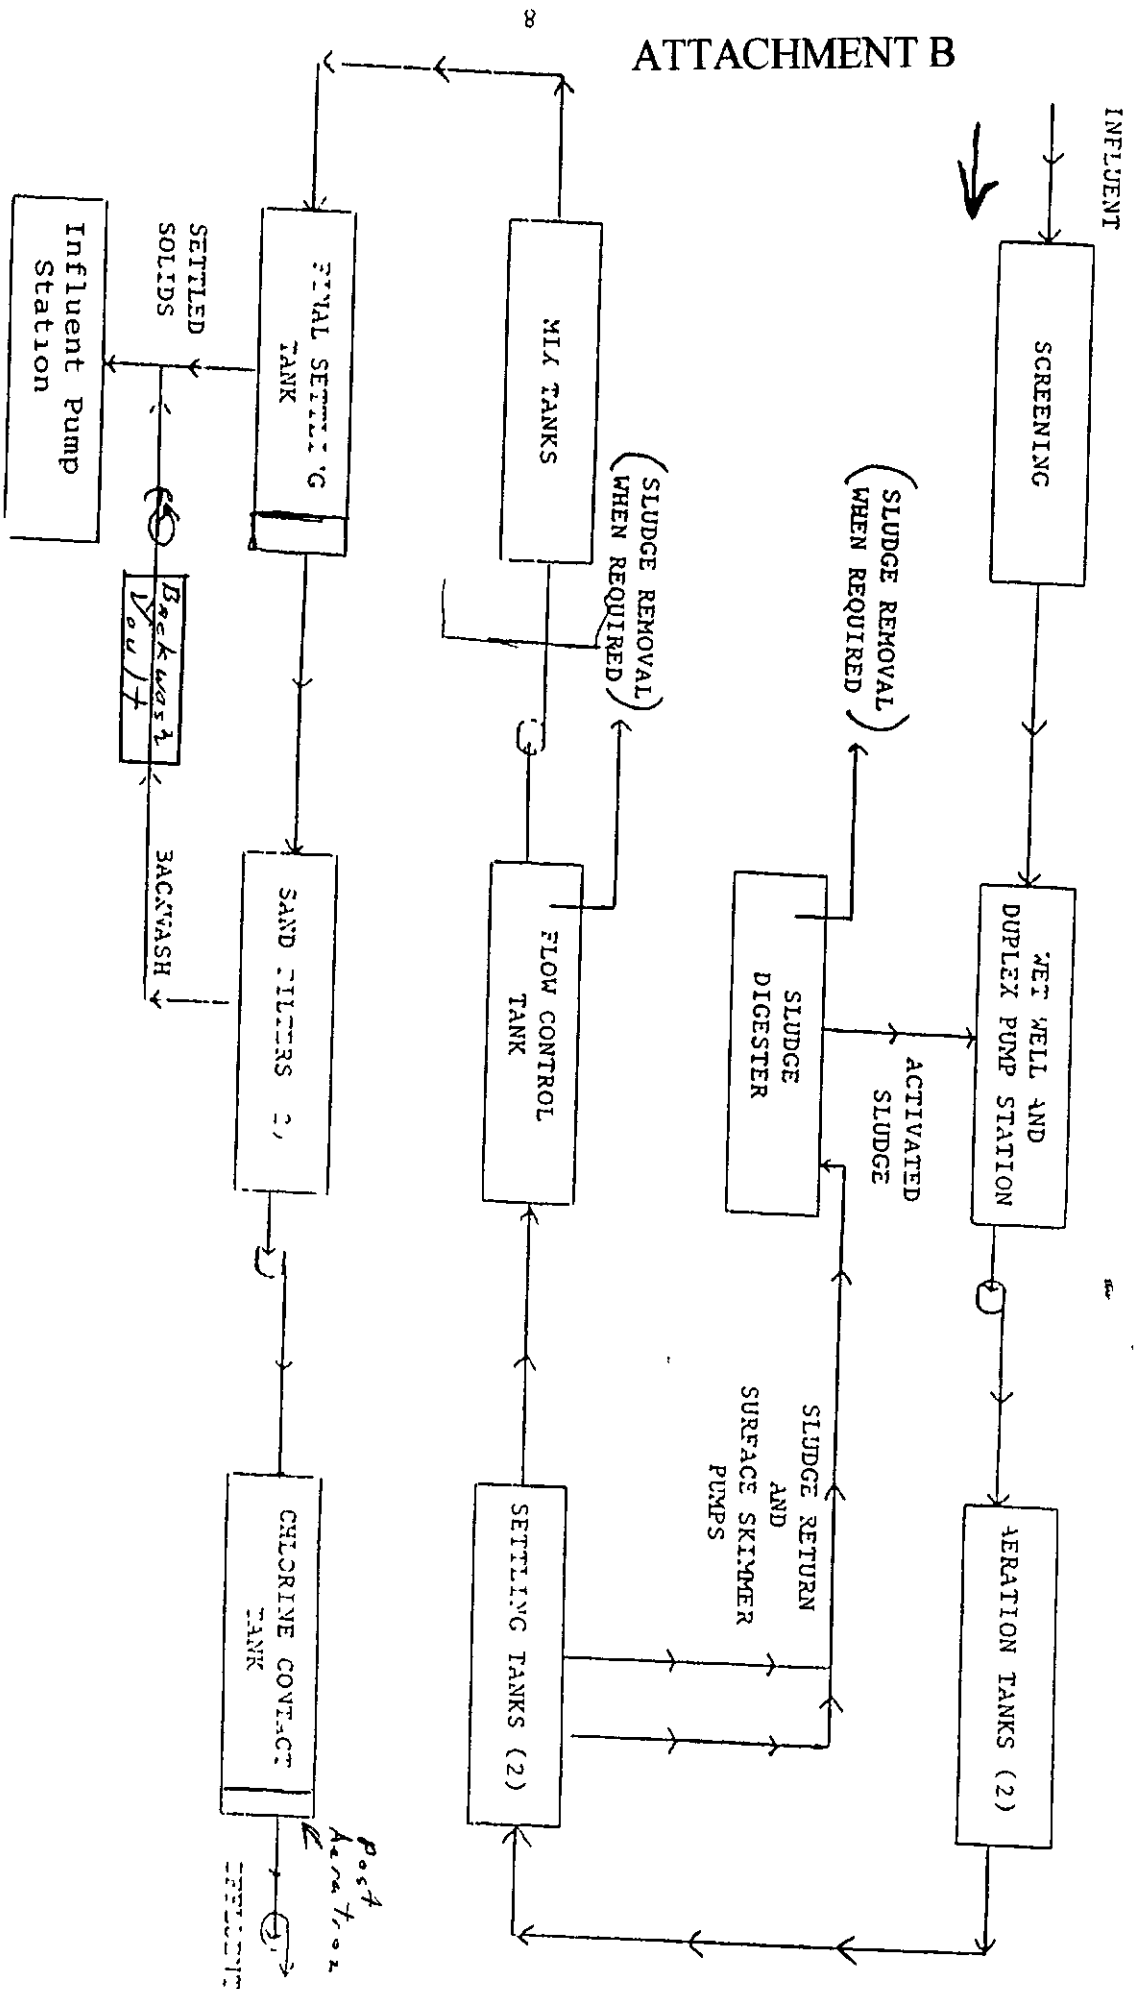 8
ATTACHMENT B
INFLUENT
SCREENING
WET WELL AND
DUPLEX PUMP STATION
AERATION TANKS (2)
(SLUDGE REMOVAL
WHEN REQUIRED)
SLUDGE
DIGESTER
ACTIVATED
SLUDGE
SLUDGE RETURN
AND
SURFACE SKIMMER
PUMPS
(SLUDGE REMOVAL
WHEN REQUIRED)
MIX TANKS
FLOW CONTROL
TANK
SETTLING TANKS (2)
FINAL SETTLING
TANK
SAND FILTERS
CHLORINE CONTACT
TANK
Post
Aeration
EFFLUENT
SETTLED
SOLIDS
Backwash
Vault
BACKWASH
Influent Pump
Station